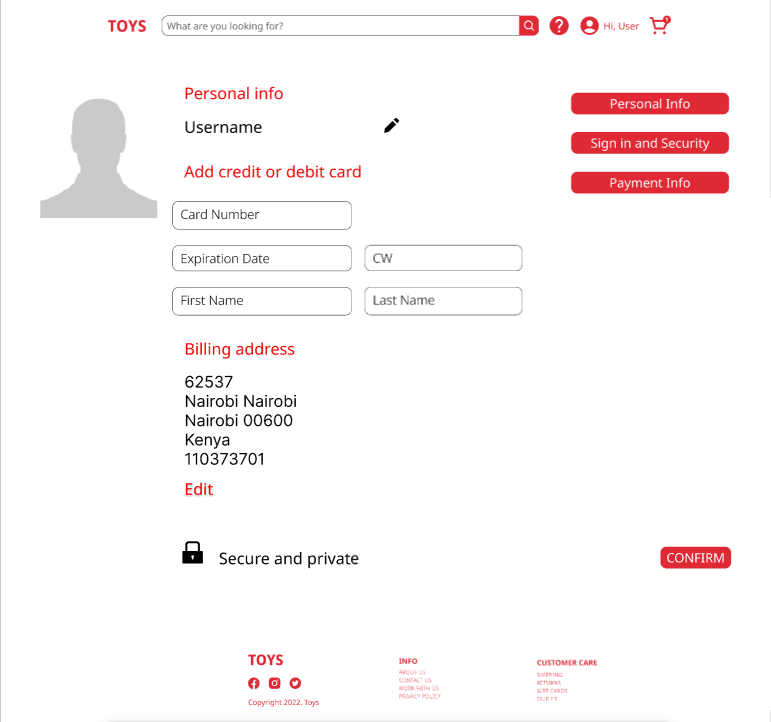 TOYS
What are you looking for?
Hi, User
1
Personal info
Username
Add credit or debit card
Card Number
Expiration Date
CW
First Name
Last Name
Billing address
62537
Nairobi Nairobi
Nairobi 00600
Kenya
110373701
Edit
Secure and private
Personal Info
Sign in and Security
Payment Info
CONFIRM
TOYS
Copyright 2022. Toys
INFO
ABOUT US
CONTACT US
WORK WITH US
PRIVACY POLICY
CUSTOMER CARE
SHIPPING
RETURNS
GIFT CARDS